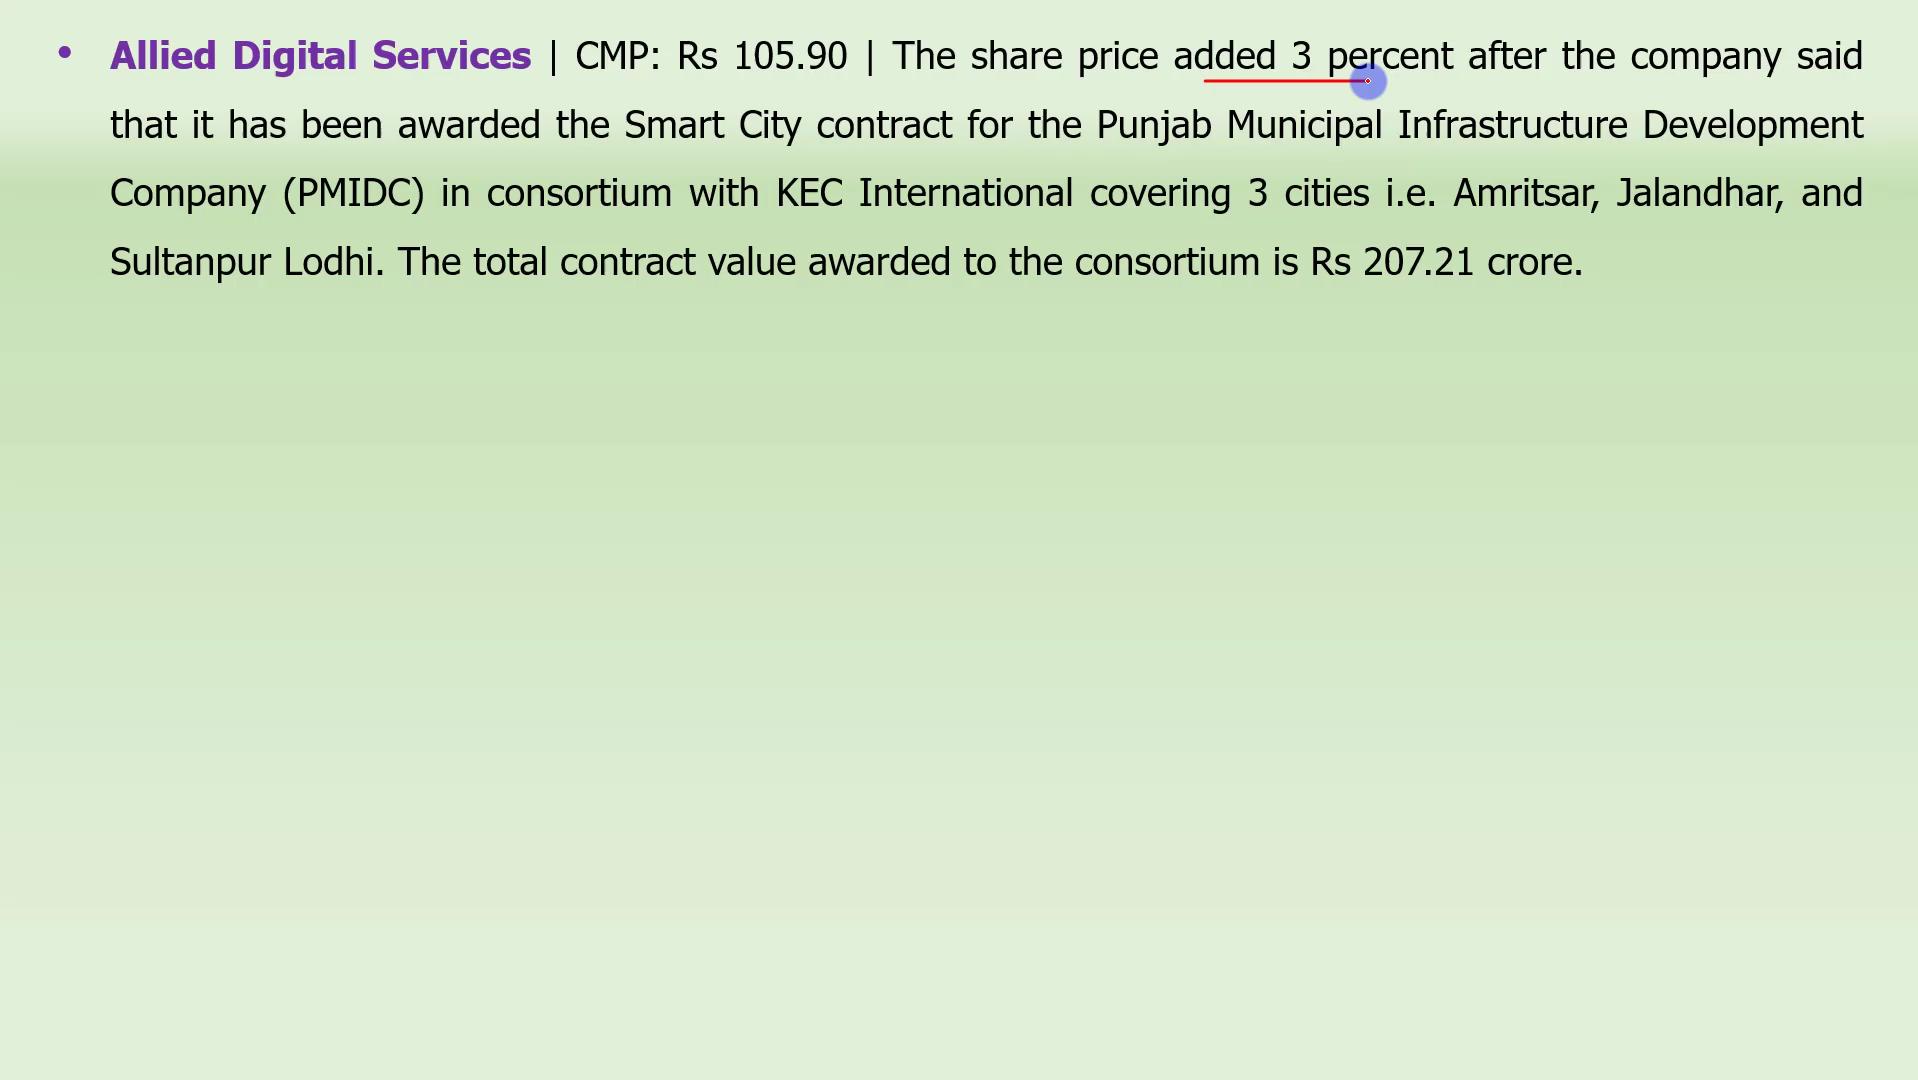 • Allied Digital Services | CMP: Rs 105.90 | The share price added 3 percent after the company said
that it has been awarded the Smart City contract for the Punjab Municipal Infrastructure Development
Company (PMIDC) in consortium with KEC International covering 3 cities i.e. Amritsar, Jalandhar, and
Sultanpur Lodhi. The total contract value awarded to the consortium is Rs 207.21 crore.